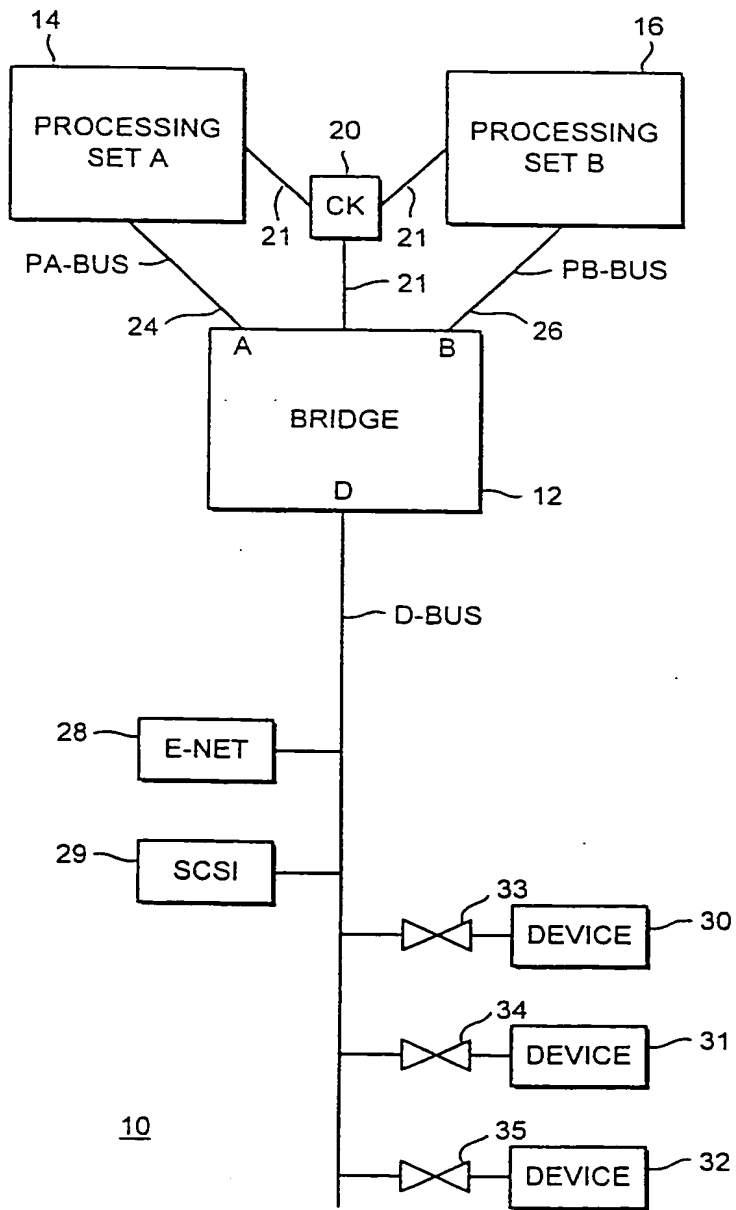 14
16
PROCESSING
SET A
PROCESSING
SET B
20
CK
21
21
21
PA-BUS
PB-BUS
24
26
A
B
BRIDGE
D
12
D-BUS
28
E-NET
29
SCSI
33
DEVICE
30
34
DEVICE
31
10
35
DEVICE
32